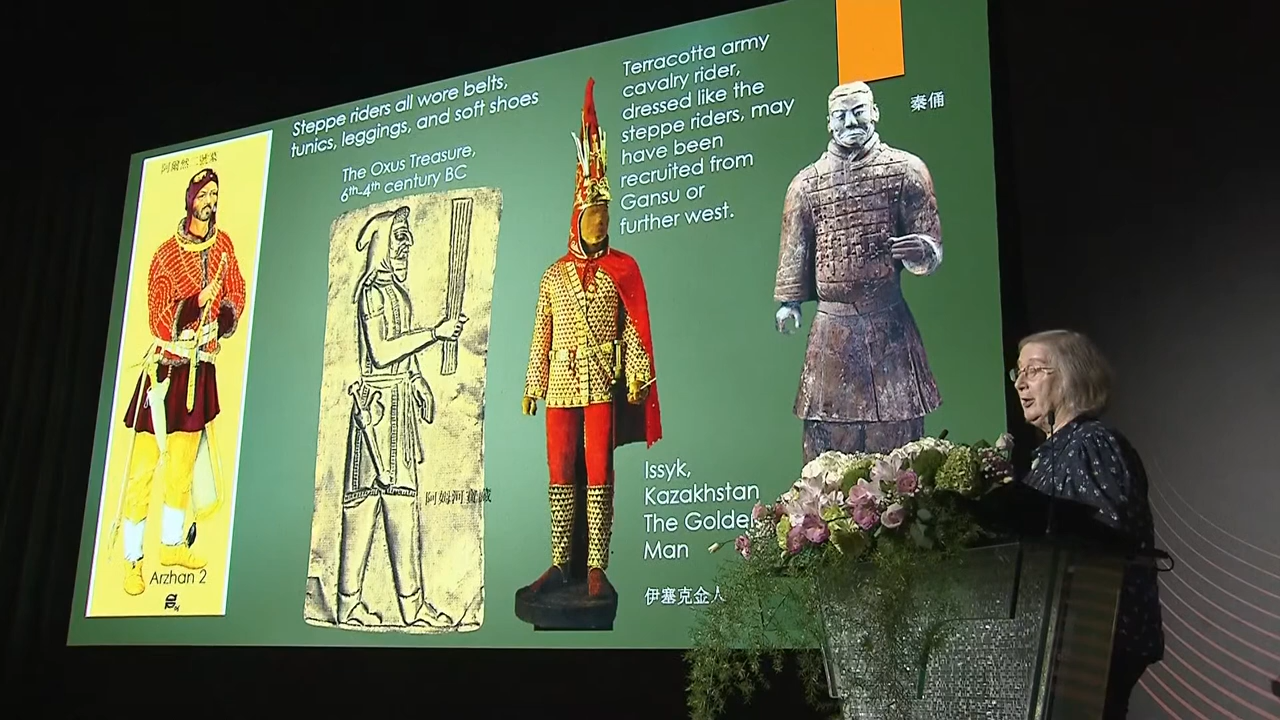 Steppe riders all wore belts,
tunics, leggings, and soft shoes
阿爾然二號墓
Arzhan 2
The Oxus Treasure,
6th-4th century BC
阿姆河寶藏
Terracotta army
cavalry rider,
dressed like the
steppe riders, may
have been
recruited from
Gansu or
further west.
秦俑
Issyk,
Kazakhstan
The Golden
Man
伊塞克金人